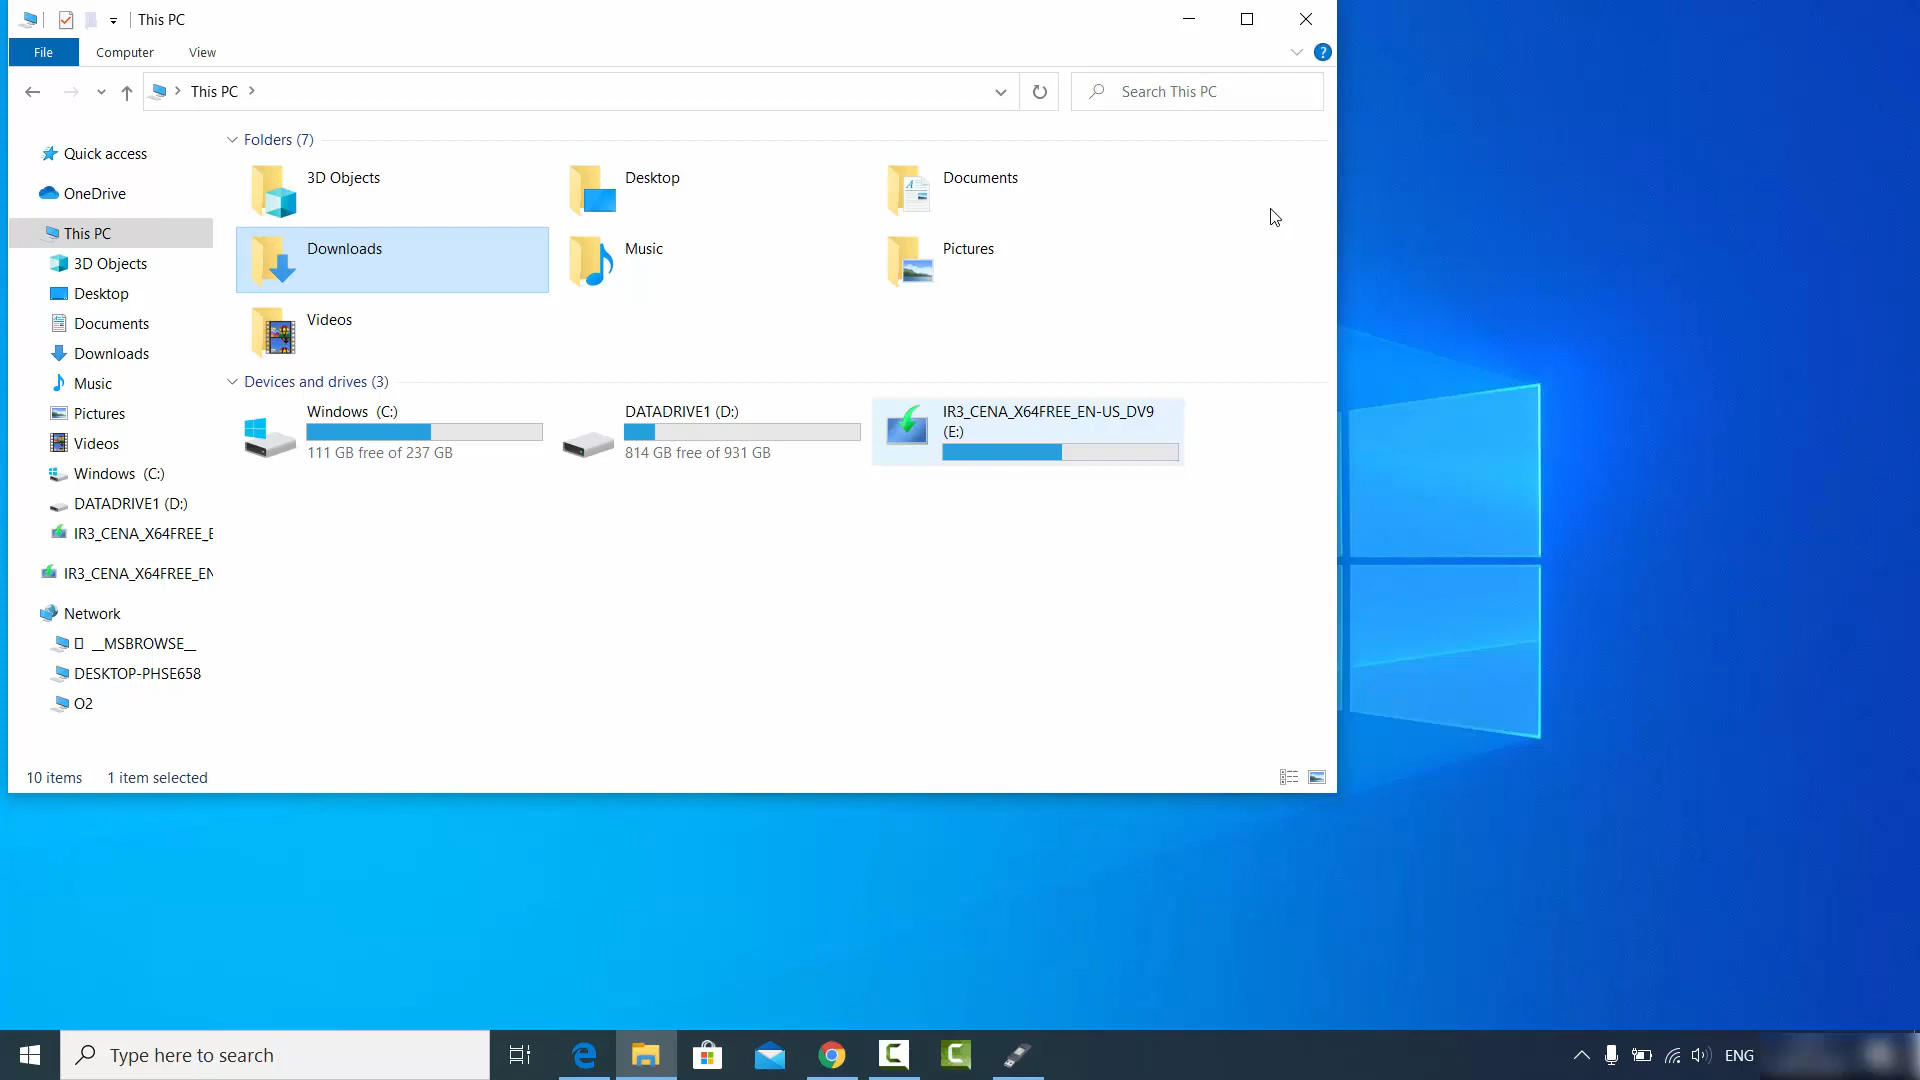 This PC
File
Computer
View
This PC
Search This PC
Quick access
OneDrive
This PC
3D Objects
Desktop
Documents
Downloads
Music
Pictures
Videos
Windows (C:)
DATADRIVE1 (D:)
IR3_CENA_X64FREE_E
IR3_CENA_X64FREE_EN
Network
__MSBROWSE__
DESKTOP-PHSE658
O2
Folders (7)
3D Objects
Desktop
Documents
Downloads
Music
Pictures
Videos
Devices and drives (3)
Windows (C:)
111 GB free of 237 GB
DATADRIVE1 (D:)
814 GB free of 931 GB
IR3_CENA_X64FREE_EN-US_DV9
(E:)
10 items
1 item selected
Type here to search
ENG